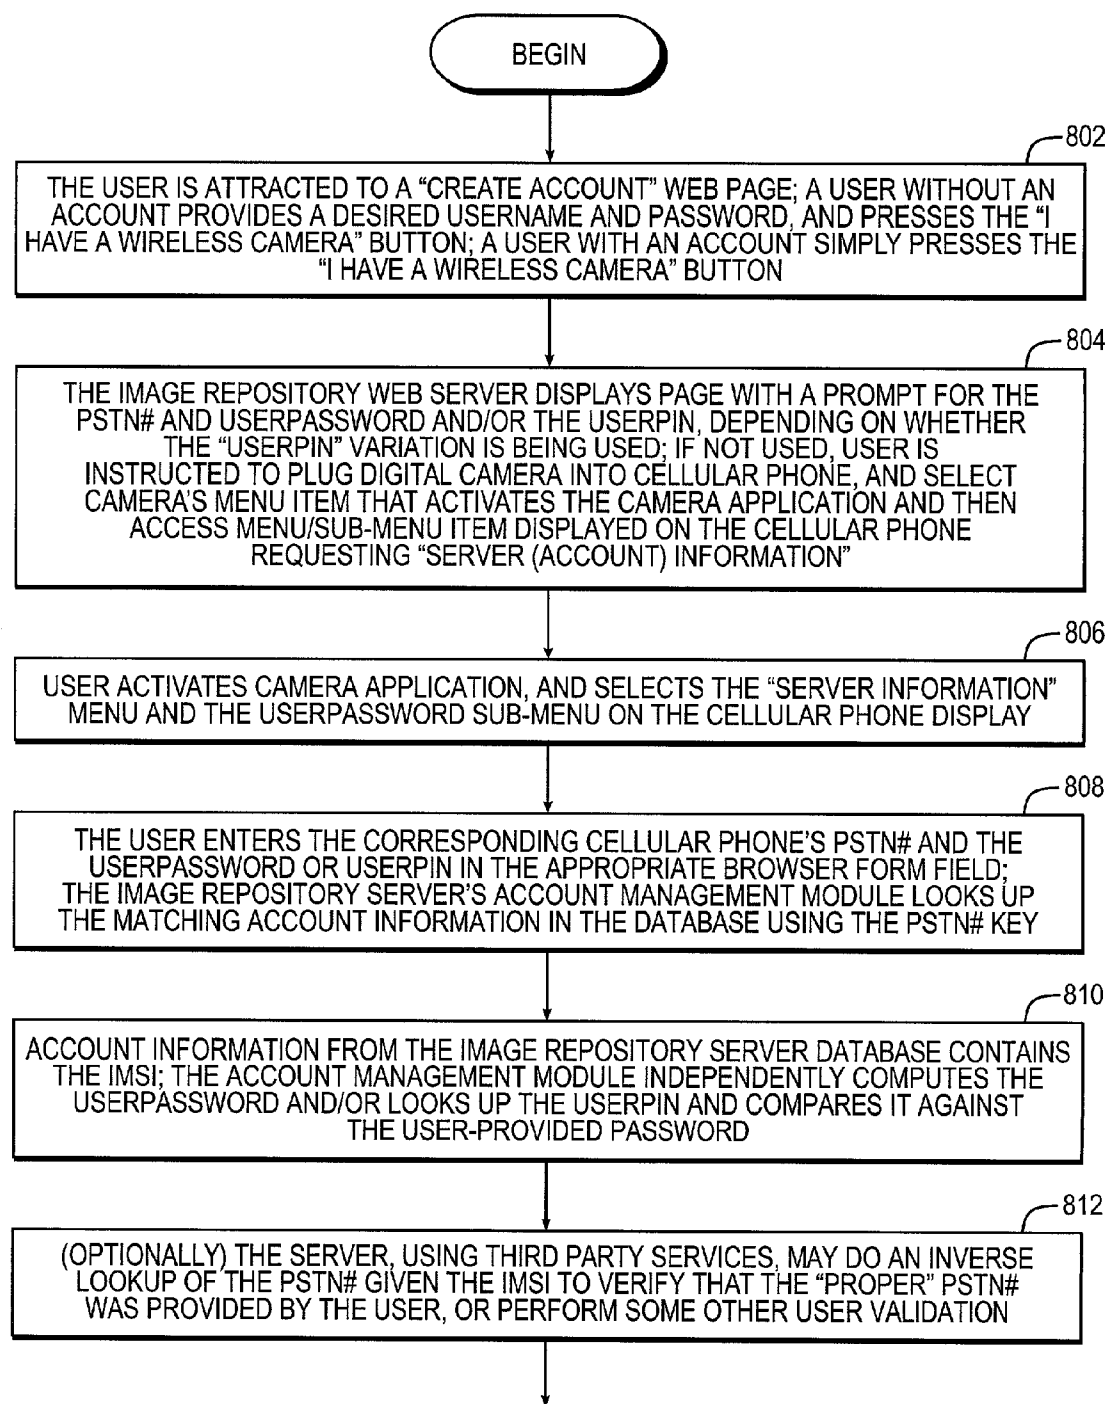 BEGIN
802
THE USER IS ATTRACTED TO A “CREATE ACCOUNT” WEB PAGE; A USER WITHOUT AN
ACCOUNT PROVIDES A DESIRED USERNAME AND PASSWORD, AND PRESSES THE “I
HAVE A WIRELESS CAMERA” BUTTON; A USER WITH AN ACCOUNT SIMPLY PRESSES THE
“I HAVE A WIRELESS CAMERA” BUTTON
804
THE IMAGE REPOSITORY WEB SERVER DISPLAYS PAGE WITH A PROMPT FOR THE
PSTN# AND USERPASSWORD AND/OR THE USERPIN, DEPENDING ON WHETHER
THE “USERPIN” VARIATION IS BEING USED; IF NOT USED, USER IS
INSTRUCTED TO PLUG DIGITAL CAMERA INTO CELLULAR PHONE, AND SELECT
CAMERA’S MENU ITEM THAT ACTIVATES THE CAMERA APPLICATION AND THEN
ACCESS MENU/SUB-MENU ITEM DISPLAYED ON THE CELLULAR PHONE
REQUESTING “SERVER (ACCOUNT) INFORMATION”
806
USER ACTIVATES CAMERA APPLICATION, AND SELECTS THE “SERVER INFORMATION”
MENU AND THE USERPASSWORD SUB-MENU ON THE CELLULAR PHONE DISPLAY
808
THE USER ENTERS THE CORRESPONDING CELLULAR PHONE’S PSTN# AND THE
USERPASSWORD OR USERPIN IN THE APPROPRIATE BROWSER FORM FIELD;
THE IMAGE REPOSITORY SERVER’S ACCOUNT MANAGEMENT MODULE LOOKS UP
THE MATCHING ACCOUNT INFORMATION IN THE DATABASE USING THE PSTN# KEY
810
ACCOUNT INFORMATION FROM THE IMAGE REPOSITORY SERVER DATABASE CONTAINS
THE IMSI; THE ACCOUNT MANAGEMENT MODULE INDEPENDENTLY COMPUTES THE
USERPASSWORD AND/OR LOOKS UP THE USERPIN AND COMPARES IT AGAINST
THE USER-PROVIDED PASSWORD
812
(OPTIONALLY) THE SERVER, USING THIRD PARTY SERVICES, MAY DO AN INVERSE
LOOKUP OF THE PSTN# GIVEN THE IMSI TO VERIFY THAT THE “PROPER” PSTN#
WAS PROVIDED BY THE USER, OR PERFORM SOME OTHER USER VALIDATION